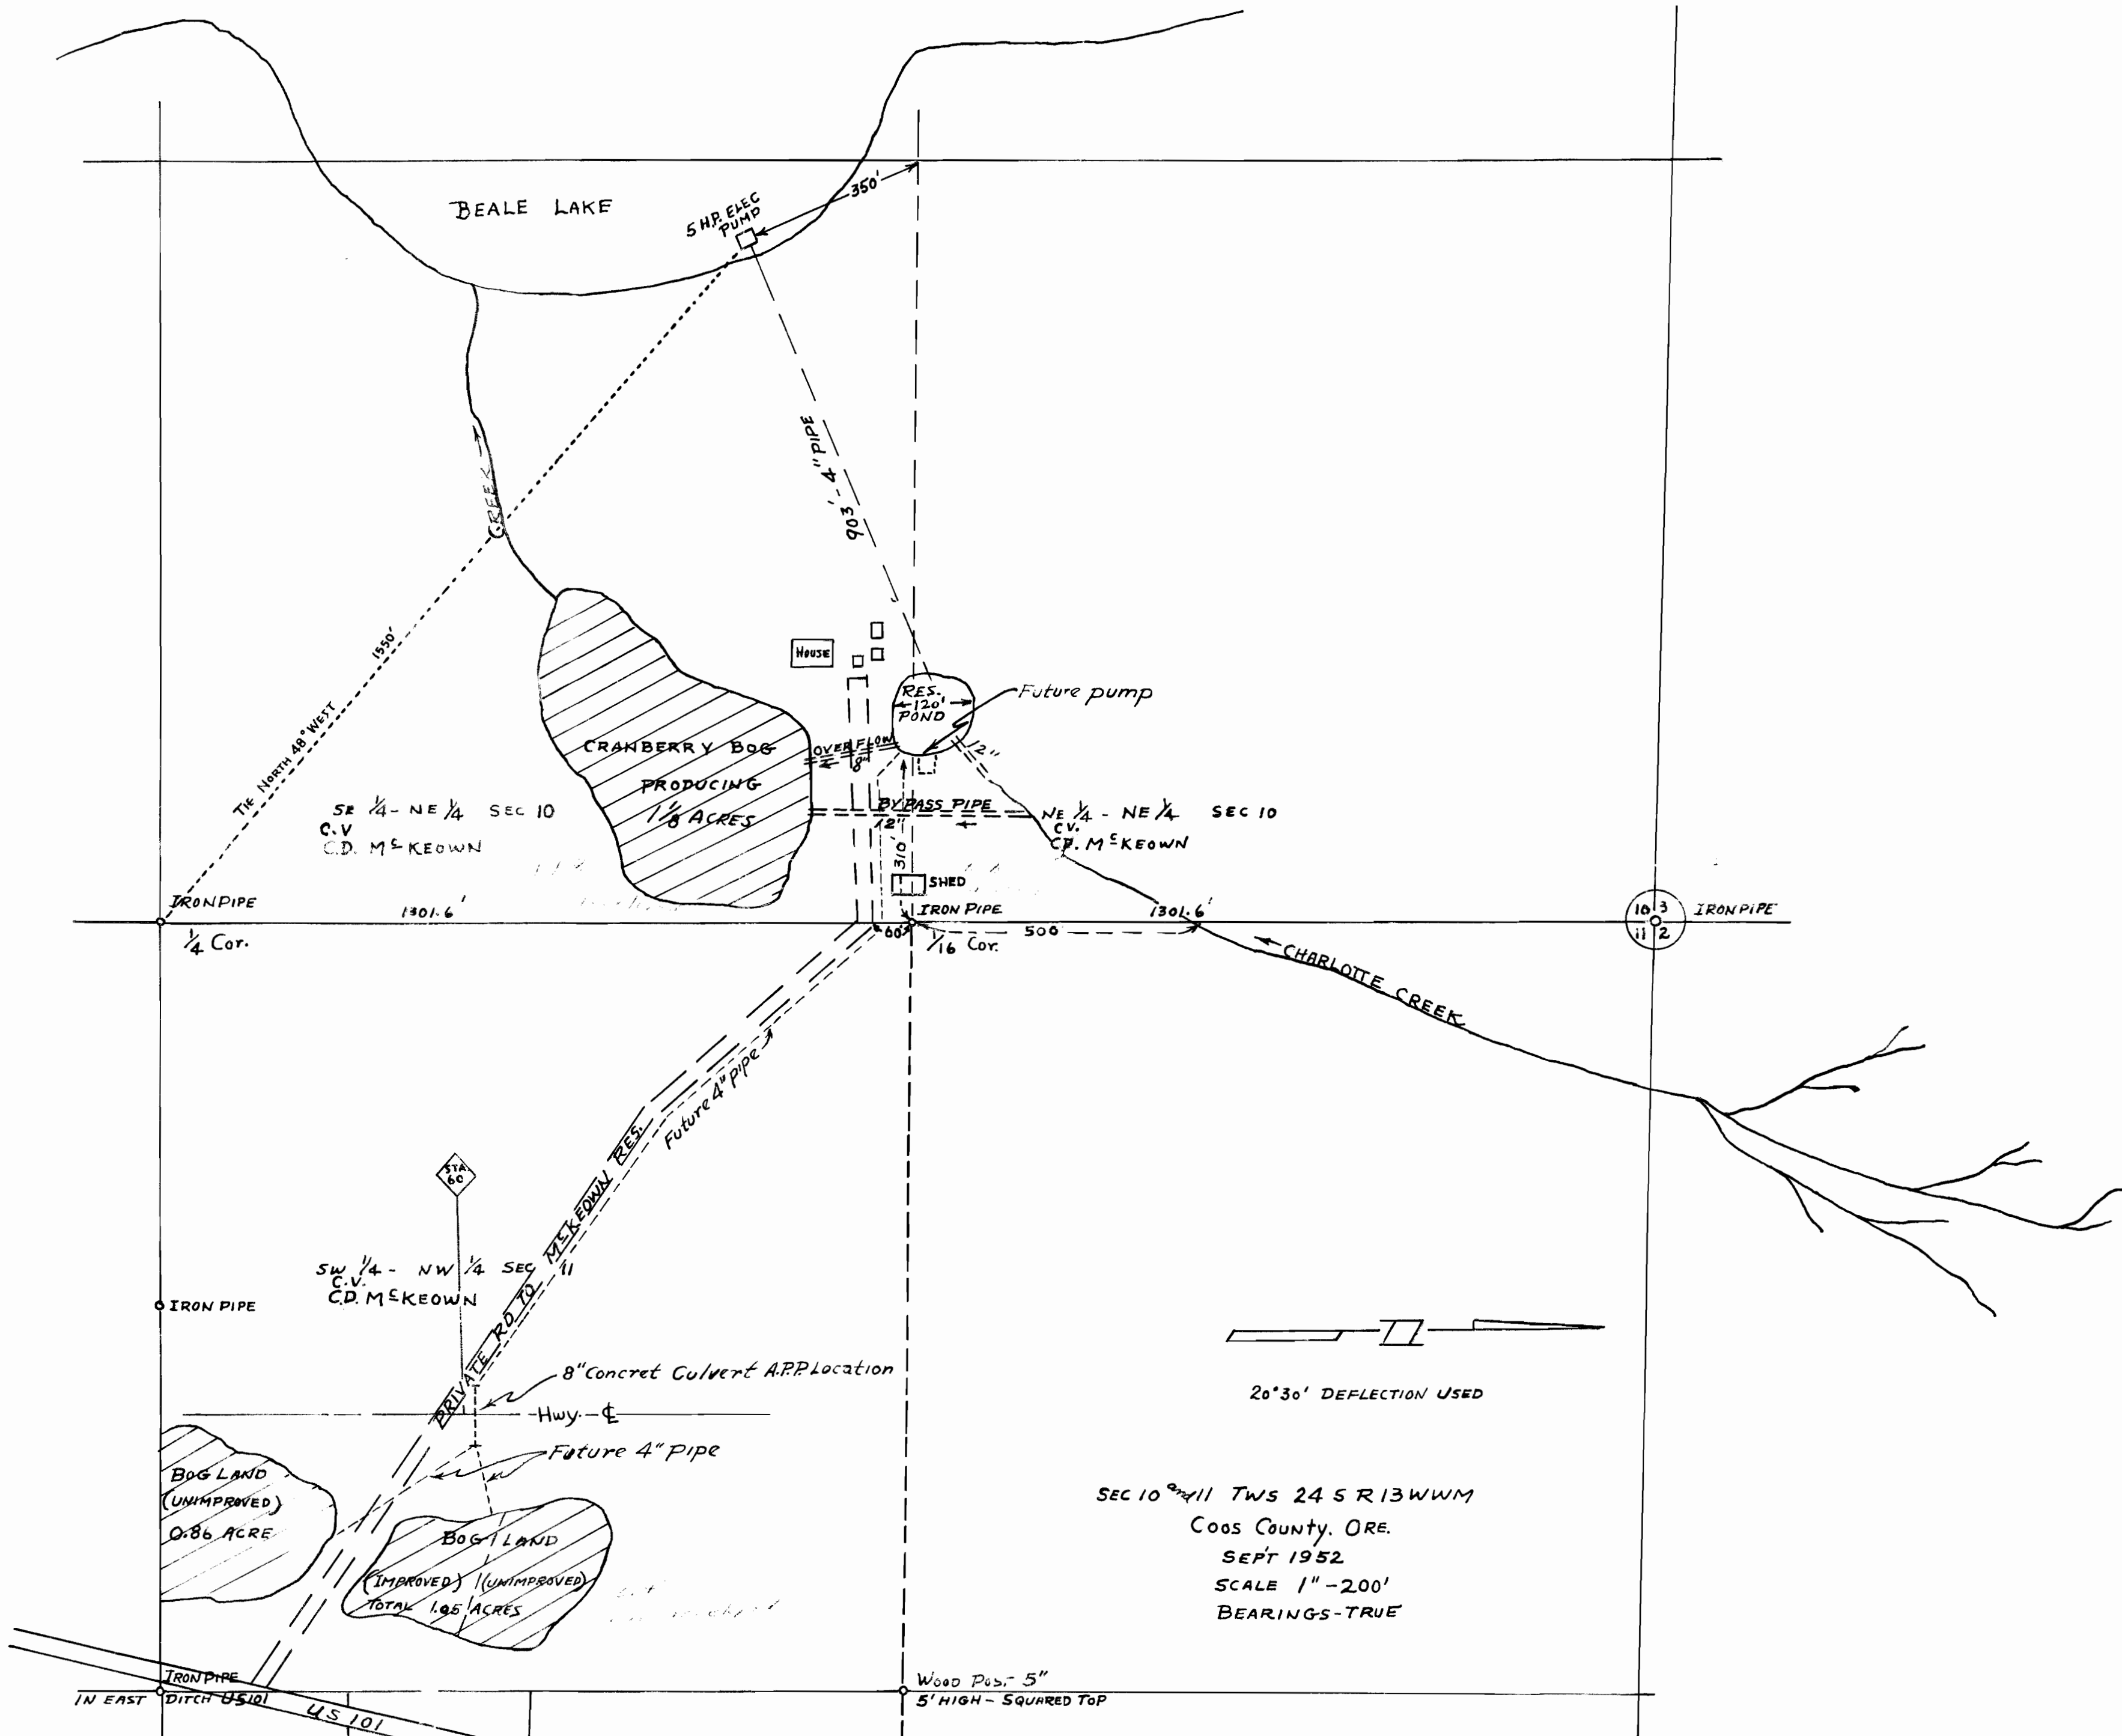 BEALE LAKE
5 H.P. ELEC
PUMP
350'
903' - 4" PIPE
CREEK
1550'
TIE NORTH 48° WEST
HOUSE
RES.
120'
POND
Future pump
OVERFLOW
8"
12"
CRANBERRY BOG
PRODUCING
1 1/8 ACRES
BY PASS PIPE
12"
SE 1/4 - NE 1/4 SEC 10
C.V
C.D. McKEOWN
NE 1/4 - NE 1/4 SEC 10
C.V.
C.D. McKEOWN
310'
SHED
IRON PIPE
1301.6'
IRON PIPE
1301.6'
10 3
11 2
IRON PIPE
1/4 Cor.
60'
1/16 Cor.
500
CHARLOTTE CREEK
Future 4" pipe
STA.
60
PRIVATE RD TO McKEOWN RES.
SW 1/4 - NW 1/4 SEC 11
C.V.
C.D. McKEOWN
IRON PIPE
8" Concret Culvert A.P.P. Location
Hwy. ℄
Future 4" Pipe
20°30' DEFLECTION USED
BOG LAND
(UNIMPROVED)
0.86 ACRE
BOG LAND
(IMPROVED) (UNIMPROVED)
TOTAL 1.05 ACRES
SEC 10 and 11 TWS 24 S R 13 WWM
COOS COUNTY. ORE.
SEPT 1952
SCALE 1" - 200'
BEARINGS - TRUE
IRON PIPE
IN EAST DITCH US 101
US 101
WOOD POST 5"
5' HIGH - SQUARED TOP